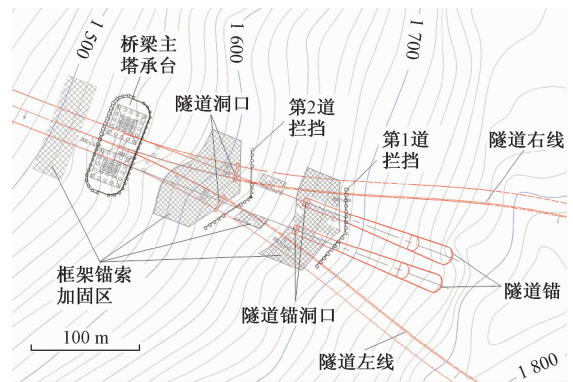 1 500
1 600
1 700
桥梁主
塔承台
隧道洞口
第2道
拦挡
第1道
拦挡
隧道右线
框架锚索
加固区
隧道锚洞口
隧道锚
100 m
隧道左线
1 800